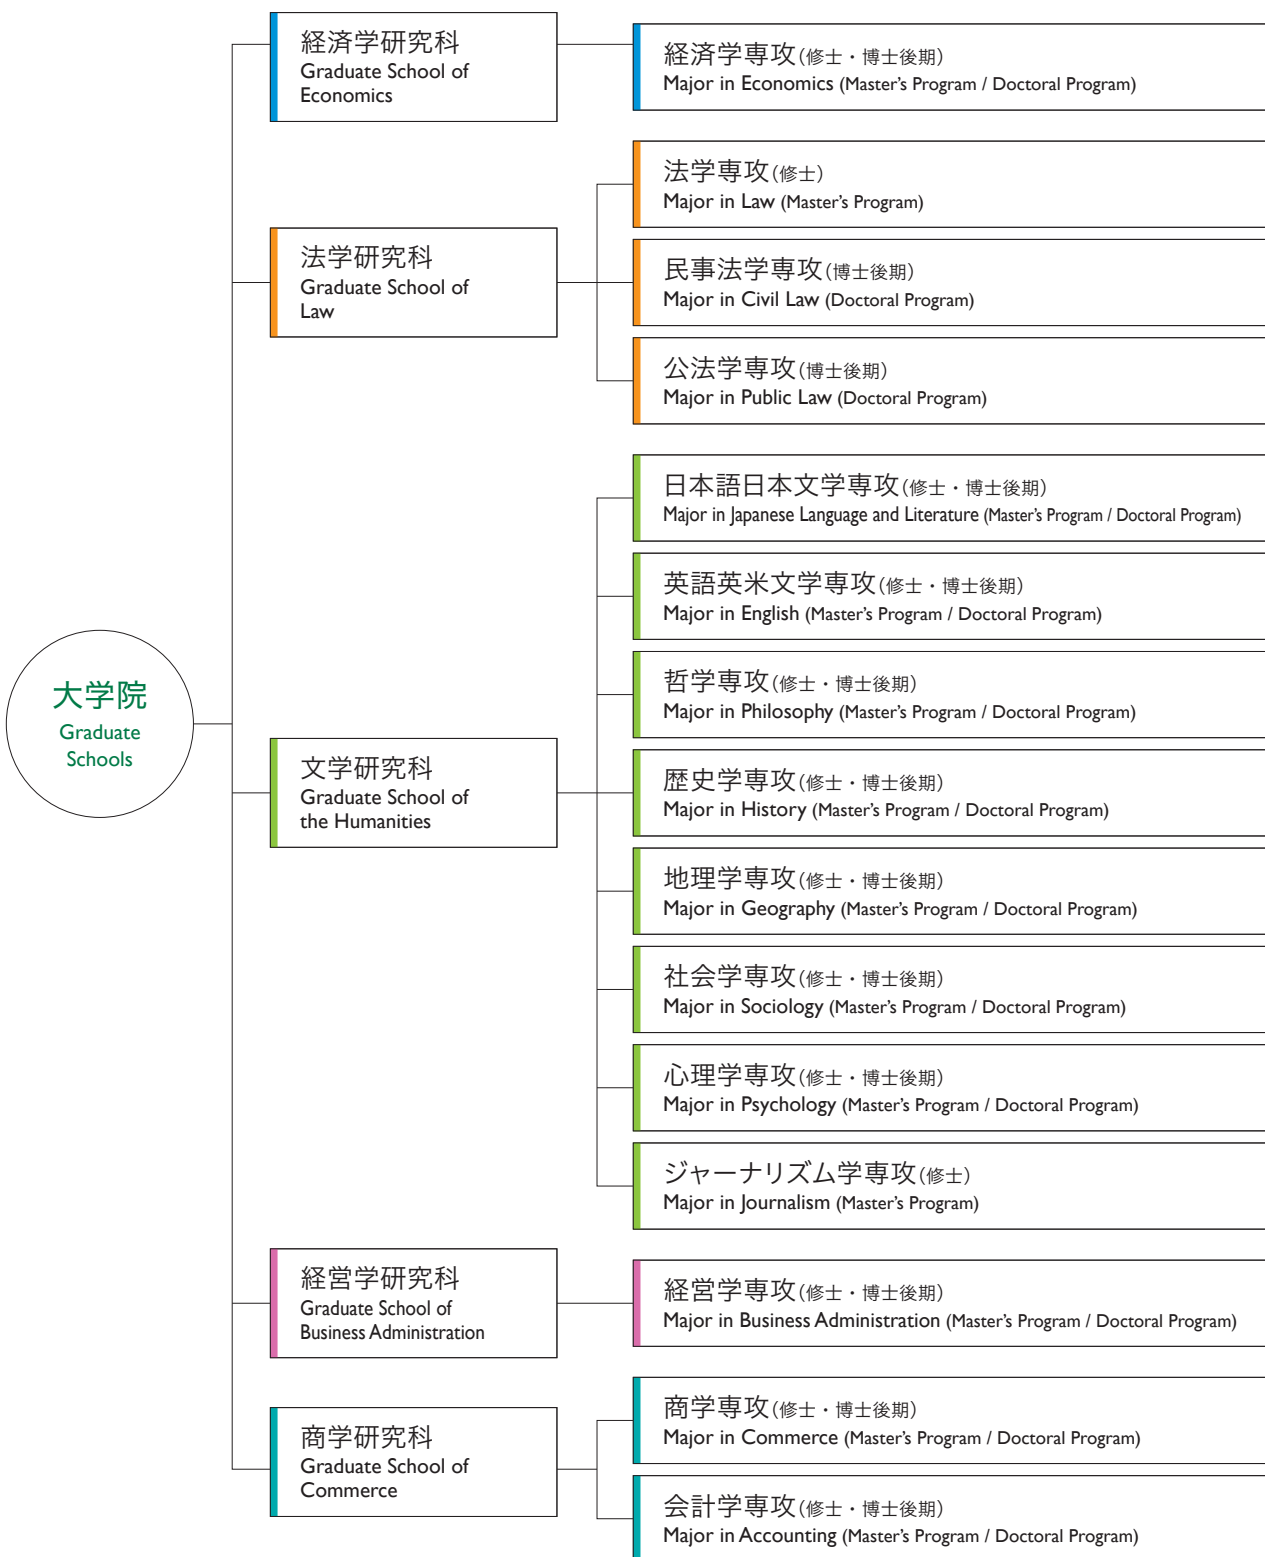 大学院
Graduate
Schools
経済学研究科
Graduate School of
Economics
経済学専攻(修士・博士後期)
Major in Economics (Master's Program / Doctoral Program)
法学研究科
Graduate School of
Law
法学専攻(修士)
Major in Law (Master's Program)
民事法学専攻(博士後期)
Major in Civil Law (Doctoral Program)
公法学専攻(博士後期)
Major in Public Law (Doctoral Program)
文学研究科
Graduate School of
the Humanities
日本語日本文学専攻(修士・博士後期)
Major in Japanese Language and Literature (Master's Program / Doctoral Program)
英語英米文学専攻(修士・博士後期)
Major in English (Master's Program / Doctoral Program)
哲学専攻(修士・博士後期)
Major in Philosophy (Master's Program / Doctoral Program)
歴史学専攻(修士・博士後期)
Major in History (Master's Program / Doctoral Program)
地理学専攻(修士・博士後期)
Major in Geography (Master's Program / Doctoral Program)
社会学専攻(修士・博士後期)
Major in Sociology (Master's Program / Doctoral Program)
心理学専攻(修士・博士後期)
Major in Psychology (Master's Program / Doctoral Program)
ジャーナリズム学専攻(修士)
Major in Journalism (Master's Program)
経営学研究科
Graduate School of
Business Administration
経営学専攻(修士・博士後期)
Major in Business Administration (Master's Program / Doctoral Program)
商学研究科
Graduate School of
Commerce
商学専攻(修士・博士後期)
Major in Commerce (Master's Program / Doctoral Program)
会計学専攻(修士・博士後期)
Major in Accounting (Master's Program / Doctoral Program)